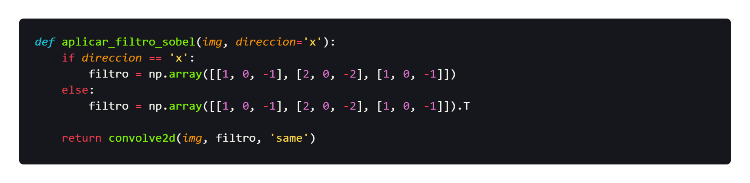 def aplicar_filtro_sobel(img, direccion='x'):
    if direccion == 'x':
        filtro = np.array([[1, 0, -1], [2, 0, -2], [1, 0, -1]])
    else:
        filtro = np.array([[1, 0, -1], [2, 0, -2], [1, 0, -1]]).T
    return convolve2d(img, filtro, 'same')